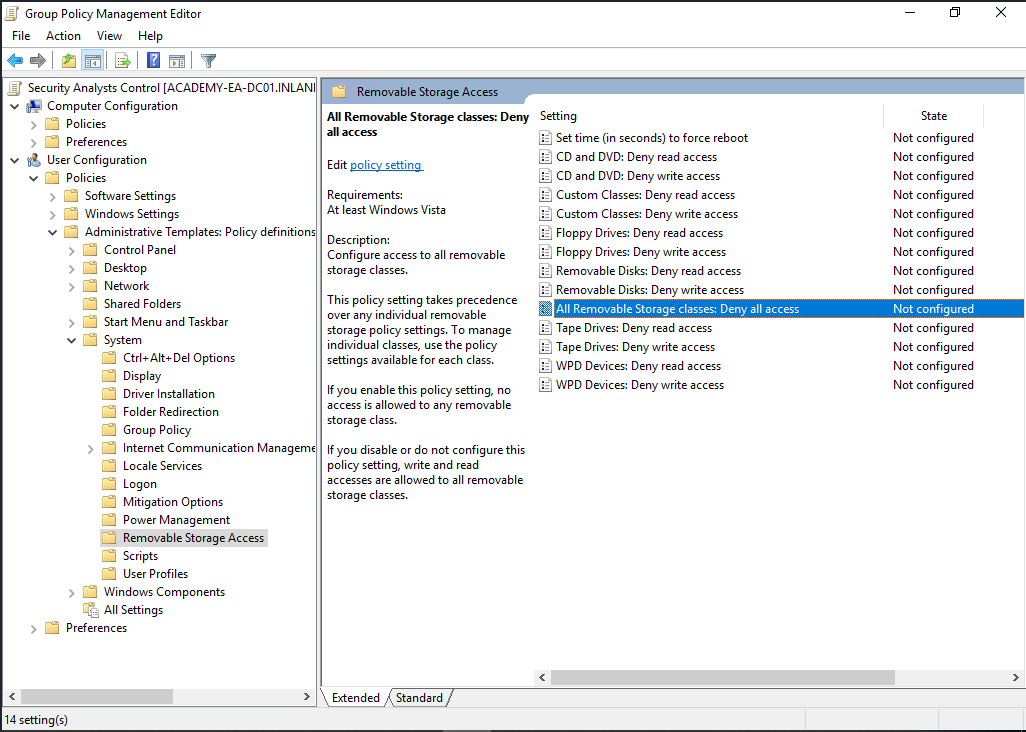 Group Policy Management Editor
File Action View Help
Security Analysts Control [ACADEMY-EA-DC01.INLAN
Computer Configuration
Policies
Preferences
User Configuration
Policies
Software Settings
Windows Settings
Administrative Templates: Policy definitions
Control Panel
Desktop
Network
Shared Folders
Start Menu and Taskbar
System
Ctrl+Alt+Del Options
Display
Driver Installation
Folder Redirection
Group Policy
Internet Communication Manageme
Locale Services
Logon
Mitigation Options
Power Management
Removable Storage Access
Scripts
User Profiles
Windows Components
All Settings
Preferences
Removable Storage Access
All Removable Storage classes: Deny
all access
Edit policy setting
Requirements:
At least Windows Vista
Description:
Configure access to all removable
storage classes.
This policy setting takes precedence
over any individual removable
storage policy settings. To manage
individual classes, use the policy
settings available for each class.
If you enable this policy setting, no
access is allowed to any removable
storage class.
If you disable or do not configure this
policy setting, write and read
accesses are allowed to all removable
storage classes.
Setting State
Set time (in seconds) to force reboot Not configured
CD and DVD: Deny read access Not configured
CD and DVD: Deny write access Not configured
Custom Classes: Deny read access Not configured
Custom Classes: Deny write access Not configured
Floppy Drives: Deny read access Not configured
Floppy Drives: Deny write access Not configured
Removable Disks: Deny read access Not configured
Removable Disks: Deny write access Not configured
All Removable Storage classes: Deny all access Not configured
Tape Drives: Deny read access Not configured
Tape Drives: Deny write access Not configured
WPD Devices: Deny read access Not configured
WPD Devices: Deny write access Not configured
Extended Standard
14 setting(s)